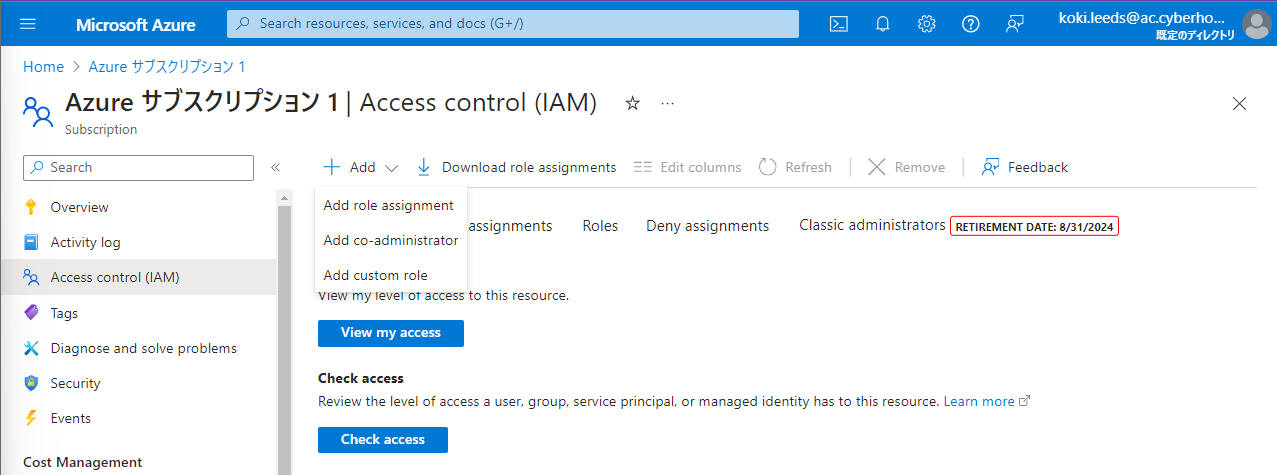 Microsoft Azure
Search resources, services, and docs (G+/)
koki.leeds@ac.cyberho...
既定のディレクトリ
Home > Azure サブスクリプション 1
Azure サブスクリプション 1 | Access control (IAM)
Subscription
Search
Add
Download role assignments
Edit columns
Refresh
Remove
Feedback
Add role assignment
Add co-administrator
Add custom role
assignments
Roles
Deny assignments
Classic administrators
RETIREMENT DATE: 8/31/2024
Overview
Activity log
Access control (IAM)
Tags
Diagnose and solve problems
Security
Events
Cost Management
View my level of access to this resource.
View my access
Check access
Review the level of access a user, group, service principal, or managed identity has to this resource. Learn more
Check access